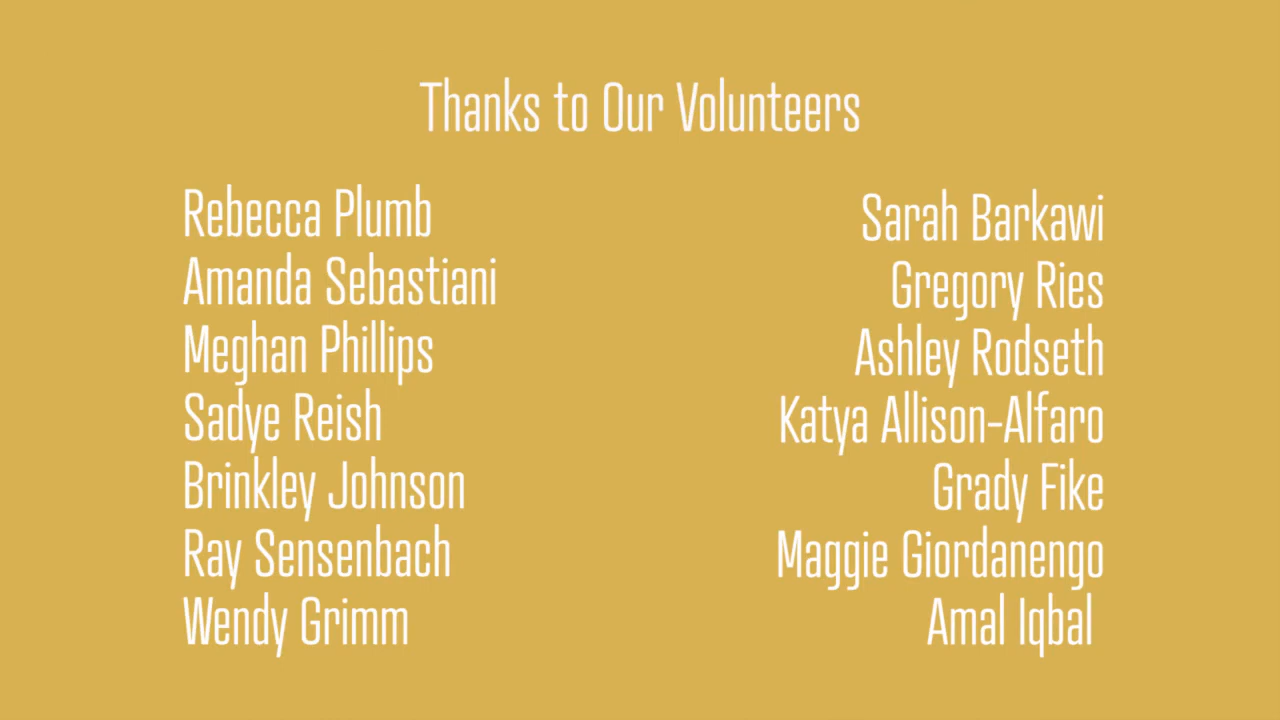 Thanks to Our Volunteers
Rebecca Plumb
Amanda Sebastiani
Meghan Phillips
Sadye Reish
Brinkley Johnson
Ray Sensenbach
Wendy Grimm
Sarah Barkawi
Gregory Ries
Ashley Rodseth
Katya Allison-Alfaro
Grady Fike
Maggie Giordanengo
Amal Iqbal